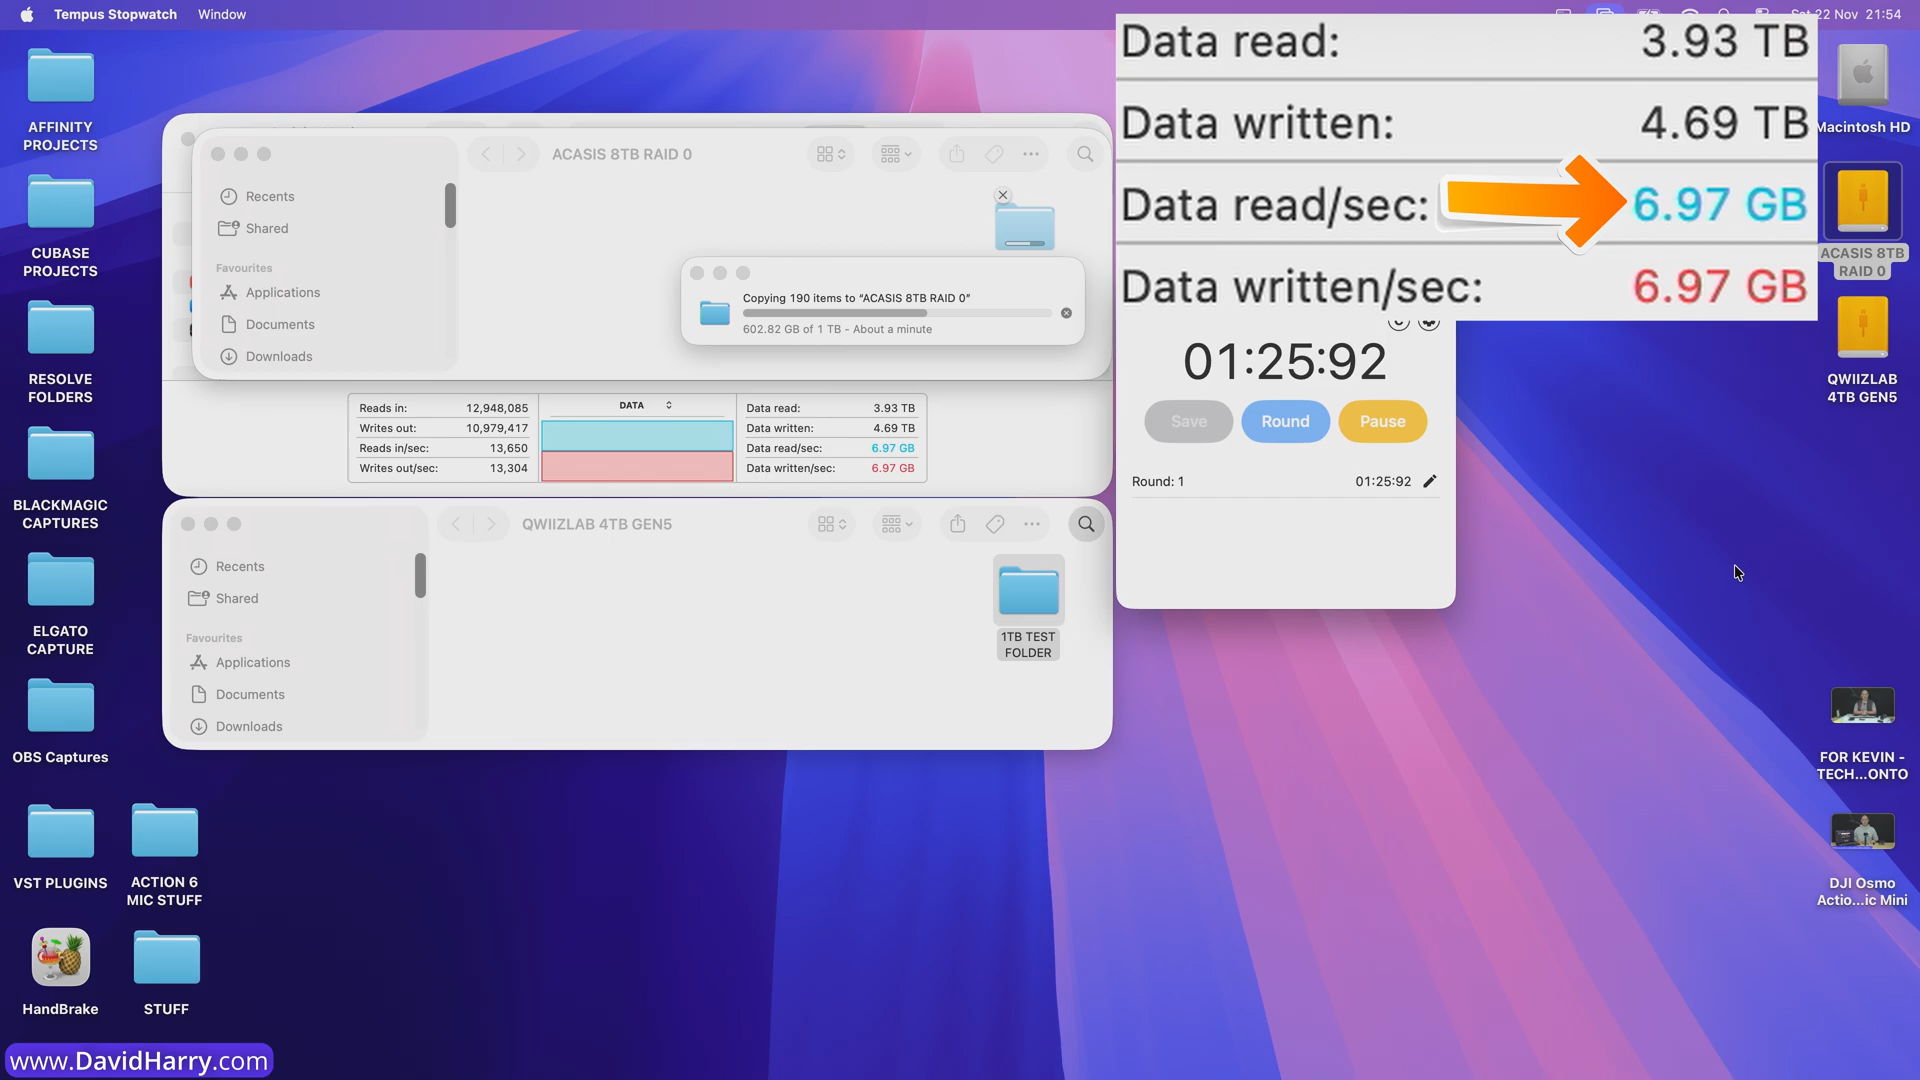 Tempus Stopwatch Window
Sat 22 Nov 21:54
Data read: 3.93 TB
Data written: 4.69 TB
Data read/sec: 6.97 GB
Data written/sec: 6.97 GB
AFFINITY
PROJECTS
CUBASE
PROJECTS
RESOLVE
FOLDERS
BLACKMAGIC
CAPTURES
ELGATO
CAPTURE
OBS Captures
VST PLUGINS
ACTION 6
MIC STUFF
HandBrake
STUFF
ACASIS 8TB RAID 0
Recents
Shared
Favourites
Applications
Documents
Downloads
Copying 190 items to “ACASIS 8TB RAID 0”
602.82 GB of 1 TB - About a minute
Reads in: 12,948,085
Writes out: 10,979,417
Reads in/sec: 13,650
Writes out/sec: 13,304
DATA
Data read: 3.93 TB
Data written: 4.69 TB
Data read/sec: 6.97 GB
Data written/sec: 6.97 GB
QWIIZLAB 4TB GEN5
Recents
Shared
Favourites
Applications
Documents
Downloads
1TB TEST
FOLDER
01:25:92
Save Round Pause
Round: 1 01:25:92
Macintosh HD
ACASIS 8TB
RAID 0
QWIIZLAB
4TB GEN5
FOR KEVIN -
TECH...ONTO
DJI Osmo
Actio...ic Mini
www.DavidHarry.com